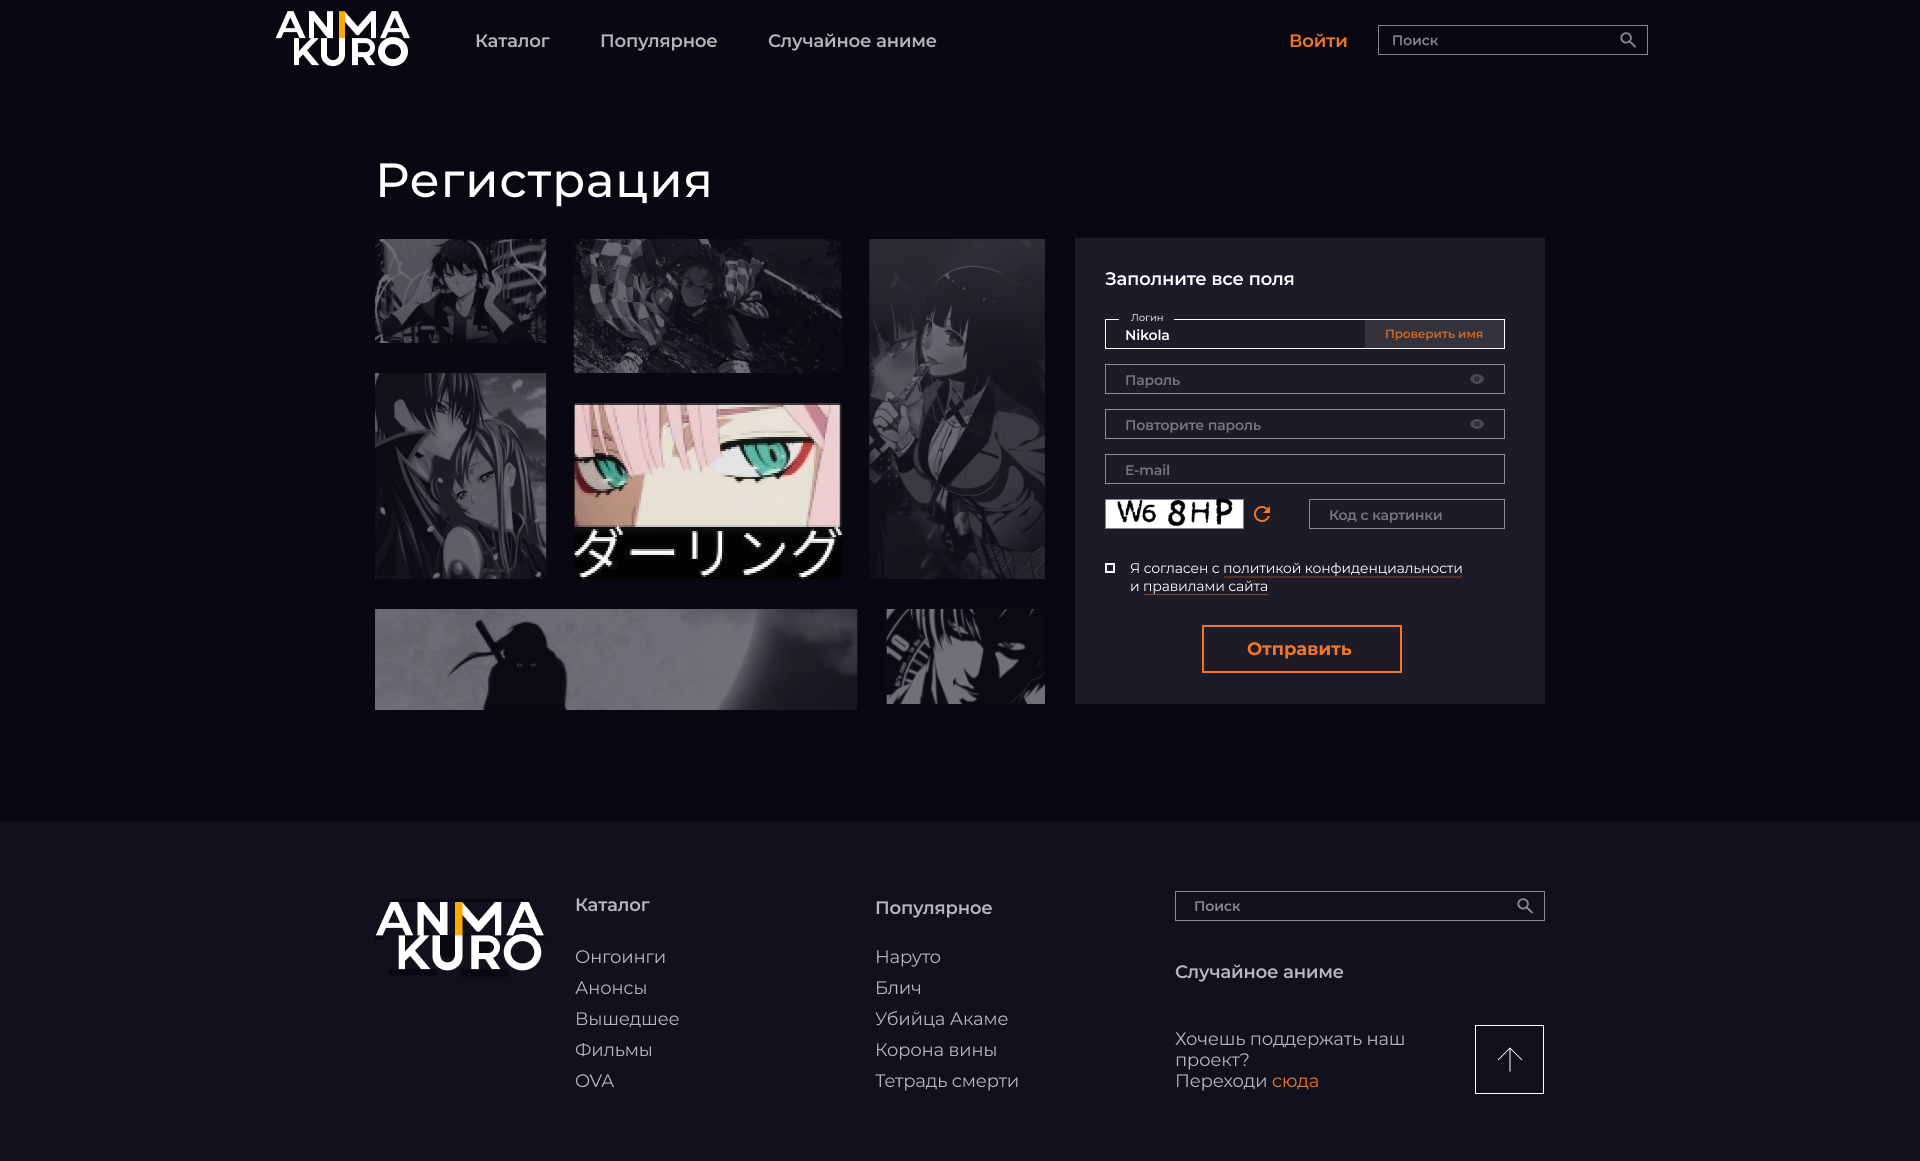 ANIMA
KURO
Каталог
Популярное
Случайное аниме
Войти
Поиск
Регистрация
ダーリング
Заполните все поля
Логин
Nikola
Проверить имя
Пароль
Повторите пароль
E-mail
W6 8HP
Код с картинки
Я согласен с политикой конфиденциальности
и правилами сайта
Отправить
ANIMA
KURO
Каталог
Онгоинги
Анонсы
Вышедшее
Фильмы
OVA
Популярное
Наруто
Блич
Убийца Акаме
Корона вины
Тетрадь смерти
Поиск
Случайное аниме
Хочешь поддержать наш
проект?
Переходи сюда